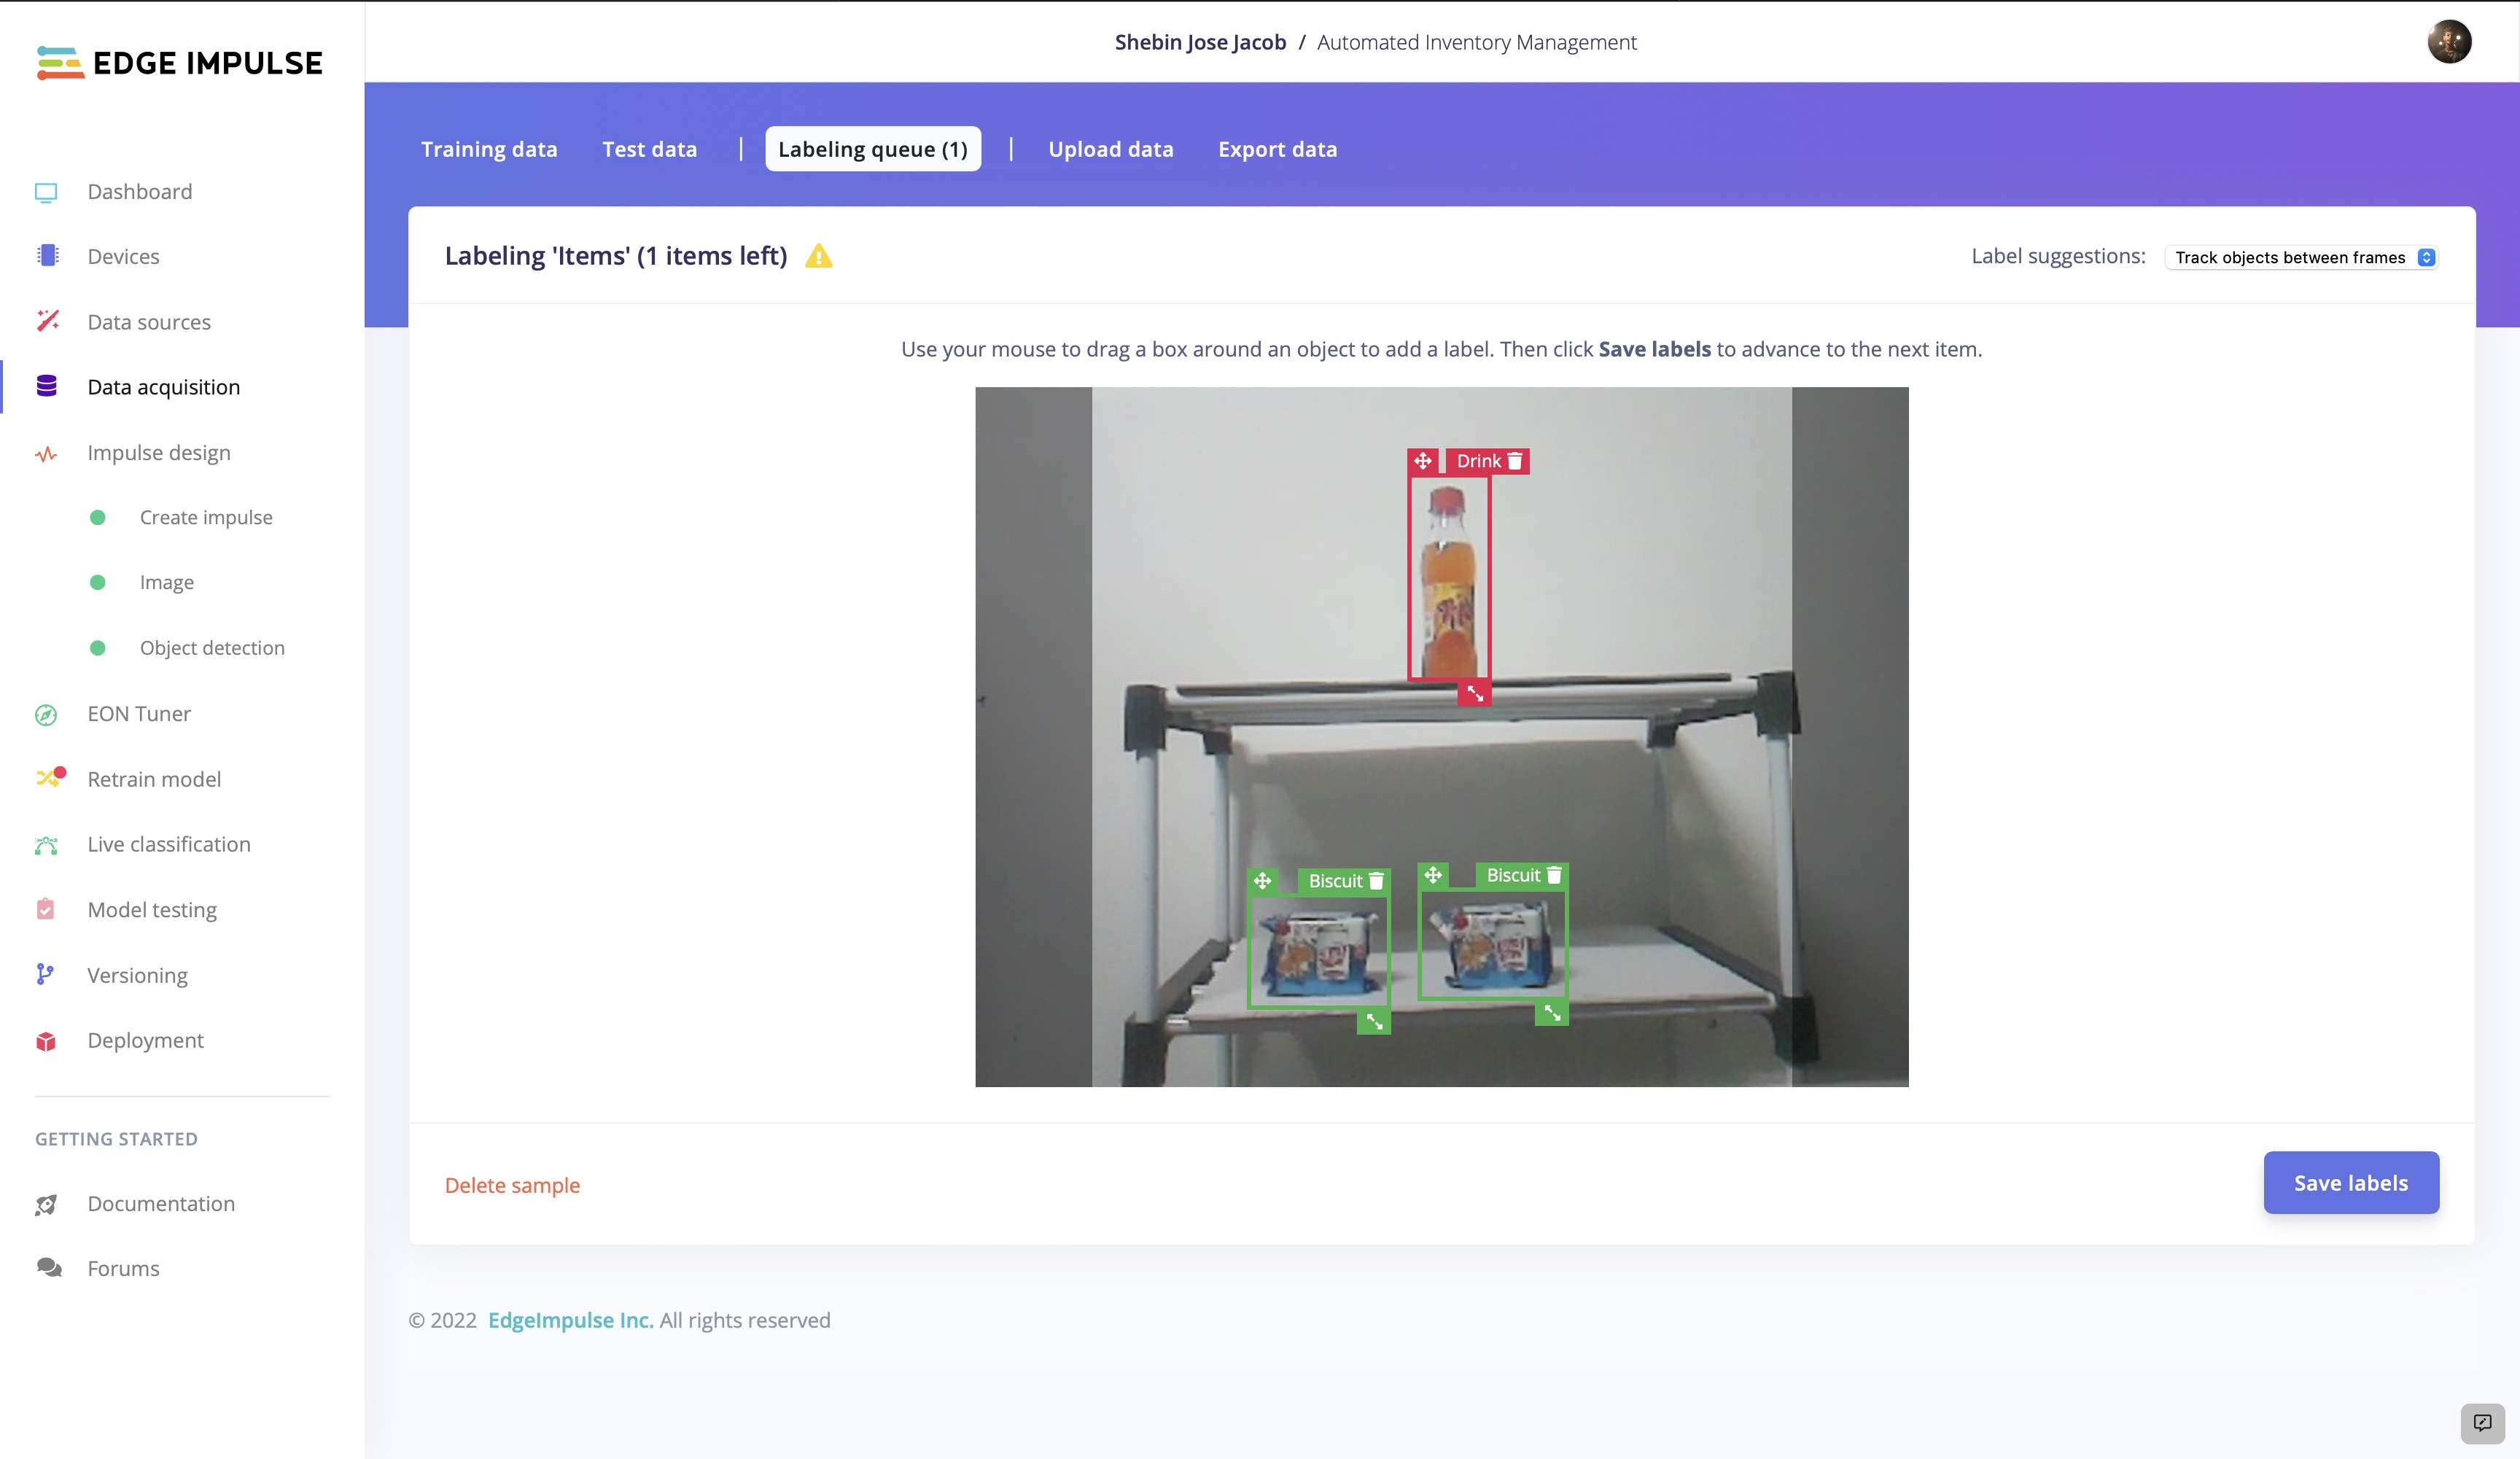 EDGE IMPULSE
Shebin Jose Jacob / Automated Inventory Management
Dashboard
Devices
Data sources
Data acquisition
Impulse design
Create impulse
Image
Object detection
EON Tuner
Retrain model
Live classification
Model testing
Versioning
Deployment
GETTING STARTED
Documentation
Forums
Training data
Test data
Labeling queue (1)
Upload data
Export data
Labeling 'Items' (1 items left)
Label suggestions: Track objects between frames
Use your mouse to drag a box around an object to add a label. Then click Save labels to advance to the next item.
Drink
Biscuit
Biscuit
Delete sample
Save labels
© 2022 EdgeImpulse Inc. All rights reserved